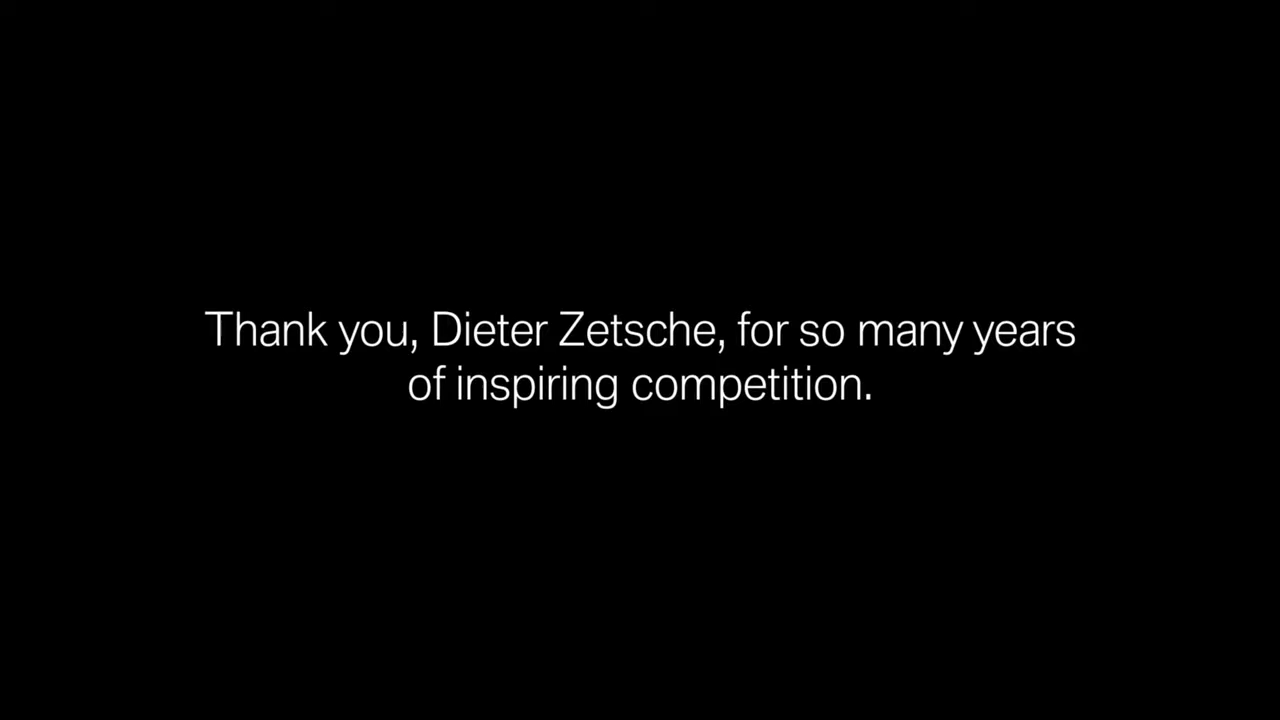 Thank you, Dieter Zetsche, for so many years
of inspiring competition.